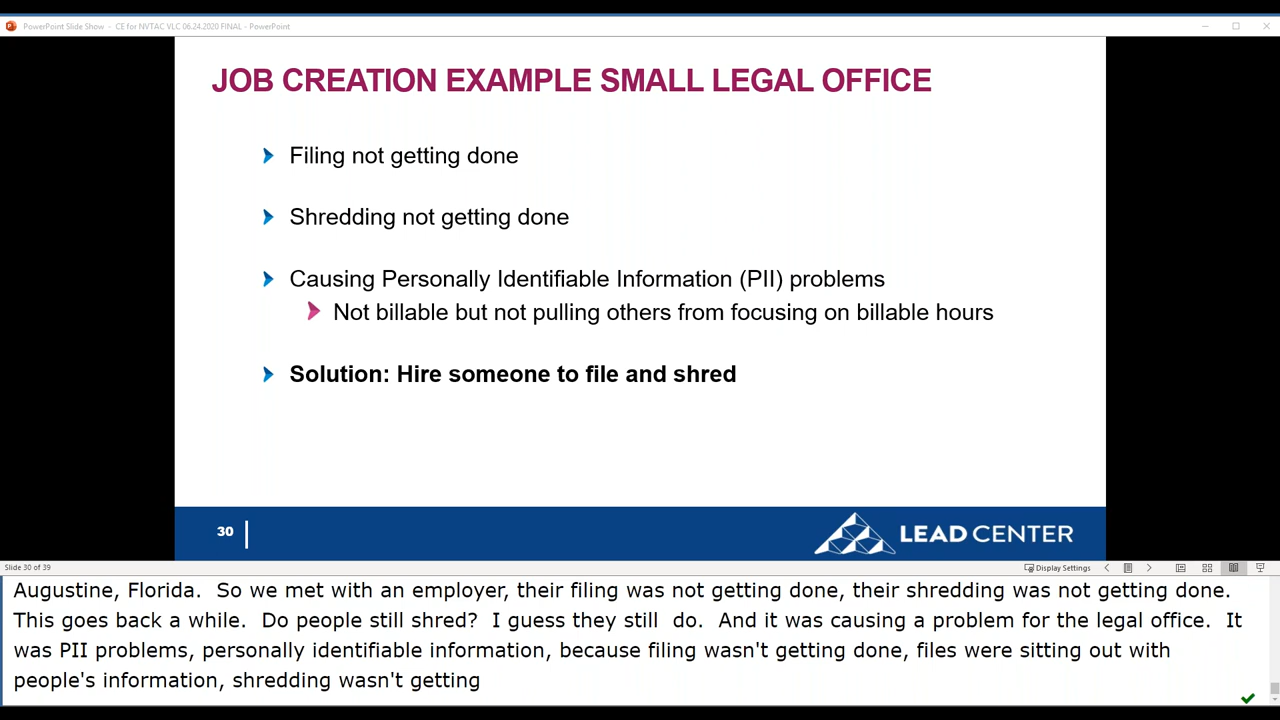 PowerPoint Slide Show - CE for NVTAC VLC 06.24.2020 FINAL - PowerPoint
JOB CREATION EXAMPLE SMALL LEGAL OFFICE
Filing not getting done
Shredding not getting done
Causing Personally Identifiable Information (PII) problems
Not billable but not pulling others from focusing on billable hours
Solution: Hire someone to file and shred
30
LEAD CENTER
Slide 30 of 39
Display Settings
Augustine, Florida.  So we met with an employer, their filing was not getting done, their shredding was not getting done.
This goes back a while.  Do people still shred?  I guess they still  do.  And it was causing a problem for the legal office.  It
was PII problems, personally identifiable information, because filing wasn't getting done, files were sitting out with
people's information, shredding wasn't getting